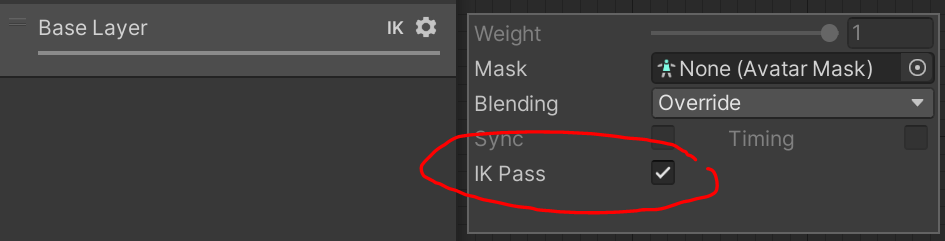 Base Layer IK
Weight 1
Mask None (Avatar Mask)
Blending Override
Sync Timing
IK Pass